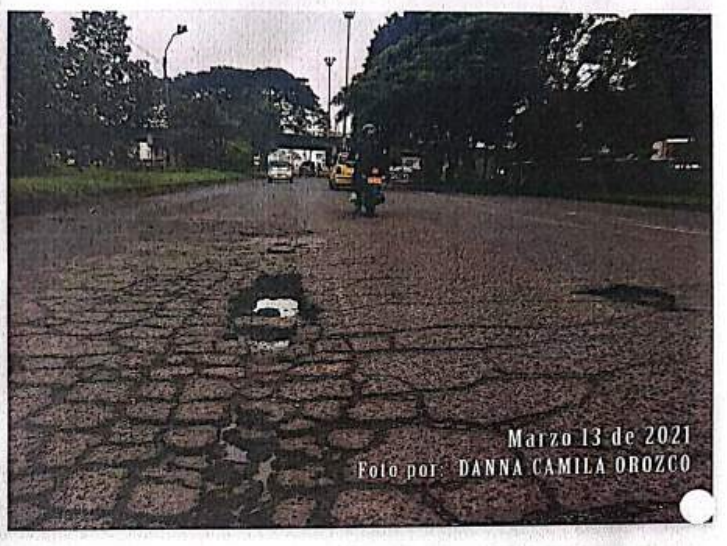 Marzo 13 de 2021
Foto por: DANNA CAMILA OROZCO